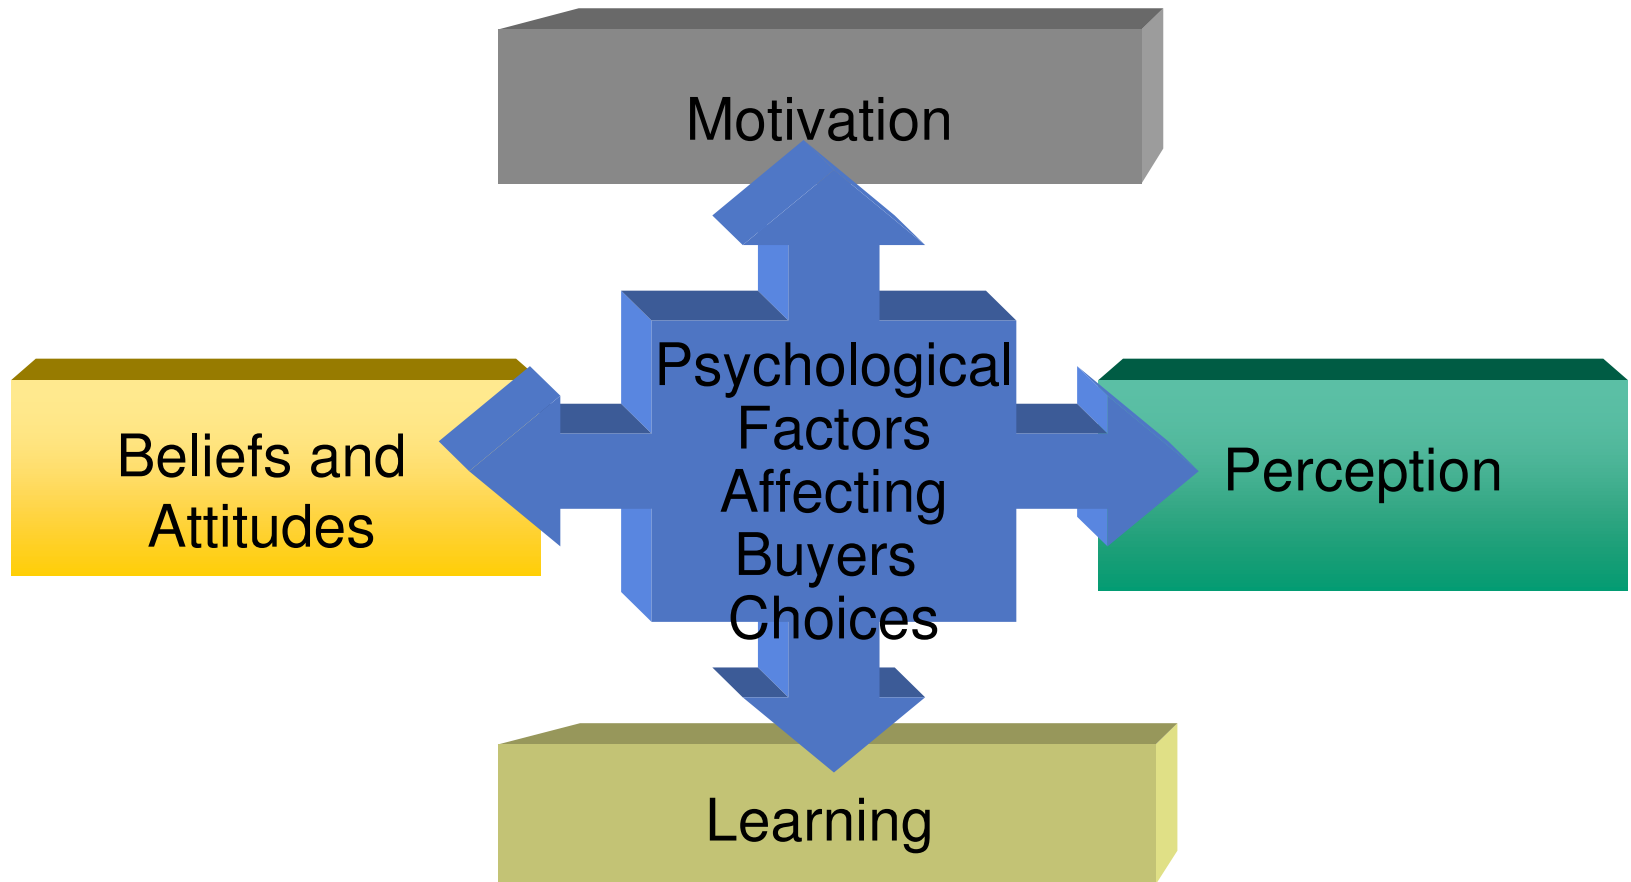 Motivation
Psychological
Factors
Affecting
Buyers
Choices
Beliefs and
Attitudes
Perception
Learning